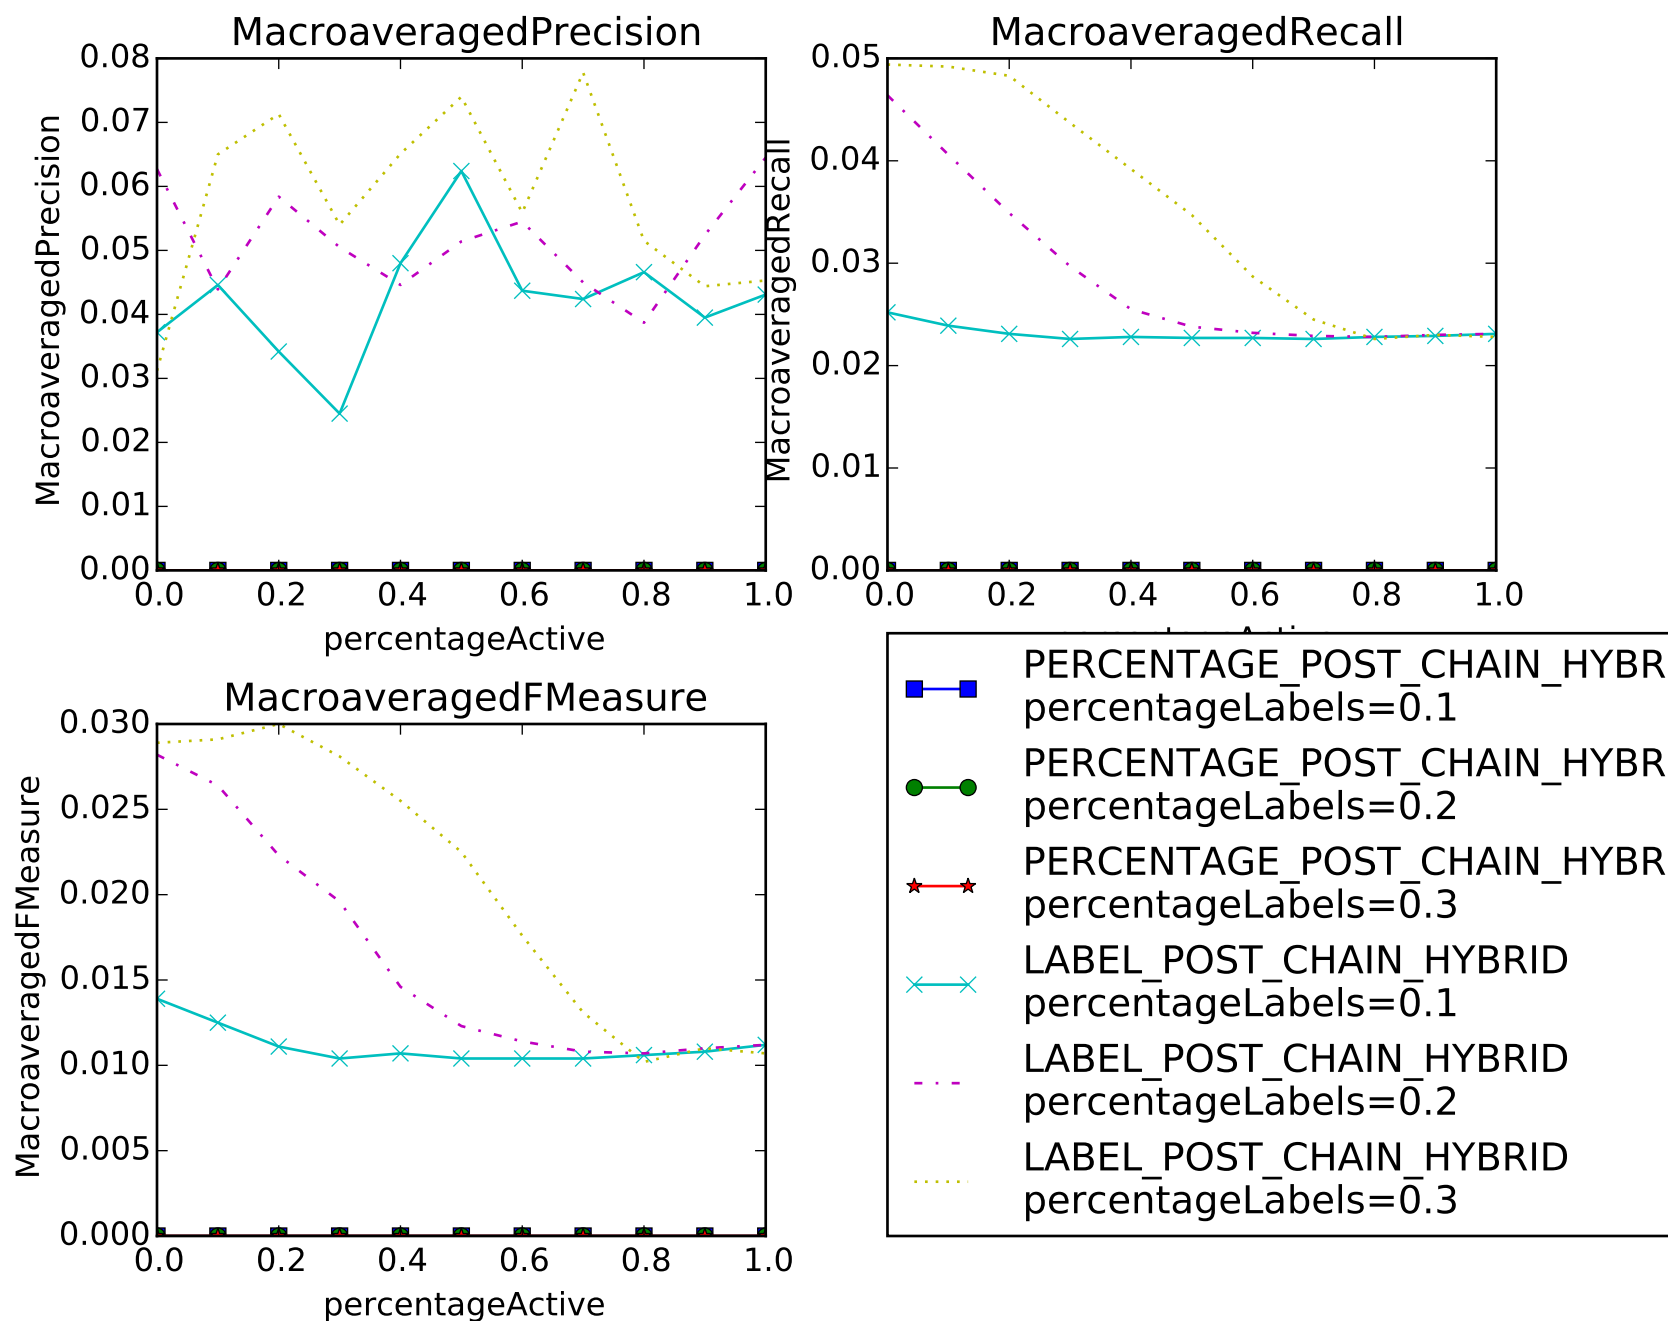 MacroaveragedPrecision
MacroaveragedPrecision
0.08
0.07
0.06
0.05
0.04
0.03
0.02
0.01
0.00
0.0 0.2 0.4 0.6 0.8 1.0
percentageActive
MacroaveragedRecall
MacroaveragedRecall
0.05
0.04
0.03
0.02
0.01
0.00
0.0 0.2 0.4 0.6 0.8 1.0
MacroaveragedFMeasure
MacroaveragedFMeasure
0.030
0.025
0.020
0.015
0.010
0.005
0.000
0.0 0.2 0.4 0.6 0.8 1.0
percentageActive
PERCENTAGE_POST_CHAIN_HYBR
percentageLabels=0.1
PERCENTAGE_POST_CHAIN_HYBR
percentageLabels=0.2
PERCENTAGE_POST_CHAIN_HYBR
percentageLabels=0.3
LABEL_POST_CHAIN_HYBRID
percentageLabels=0.1
LABEL_POST_CHAIN_HYBRID
percentageLabels=0.2
LABEL_POST_CHAIN_HYBRID
percentageLabels=0.3